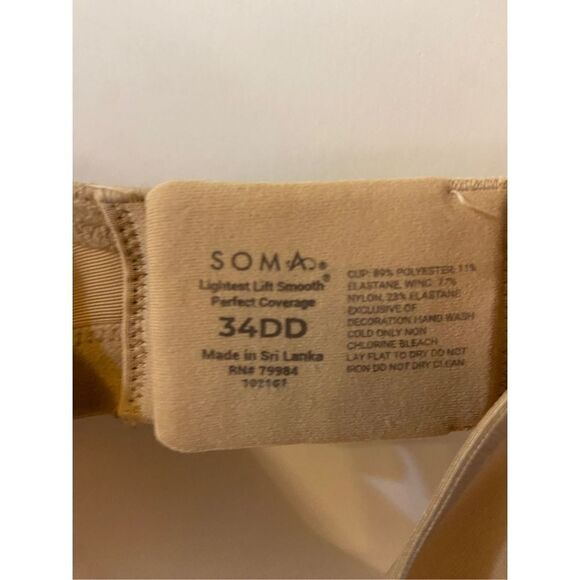 SOMA®
Lightest Lift Smooth®
Perfect Coverage
34DD
Made in Sri Lanka
RN# 79984
102161
CUP: 89% POLYESTER: 11%
ELASTANE, WING: 77%
NYLON, 23% ELASTANE
EXCLUSIVE OF
DECORATION HAND WASH
COLD ONLY NON
CHLORINE BLEACH
LAY FLAT TO DRY DO NOT
IRON DO NOT DRY CLEAN